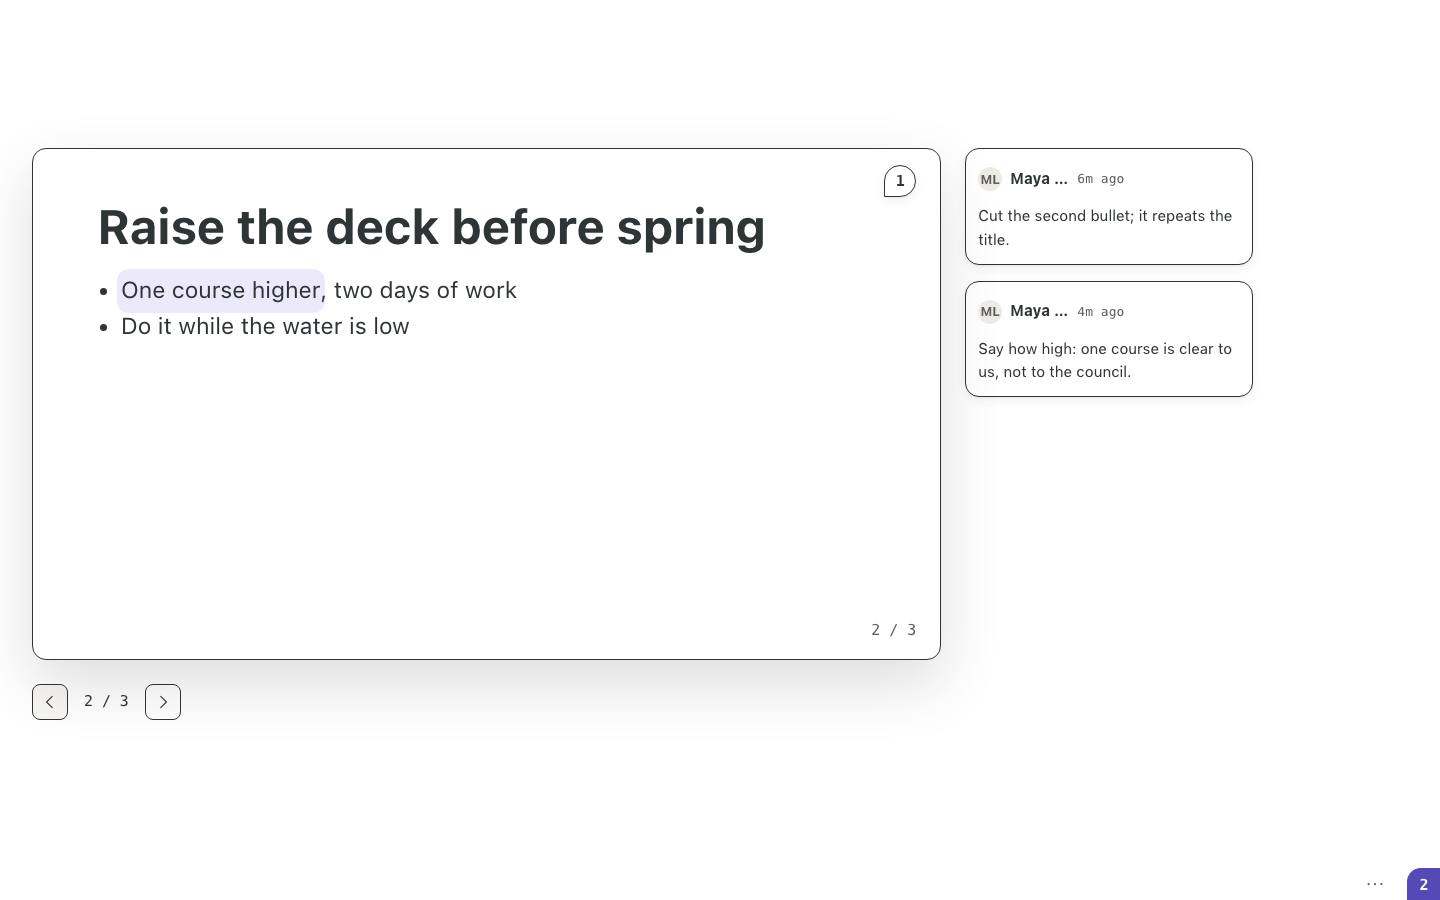 1
Raise the deck before spring
One course higher, two days of work
Do it while the water is low
2 / 3
2 / 3
ML Maya ... 6m ago
Cut the second bullet; it repeats the
title.
ML Maya ... 4m ago
Say how high: one course is clear to
us, not to the council.
... 2